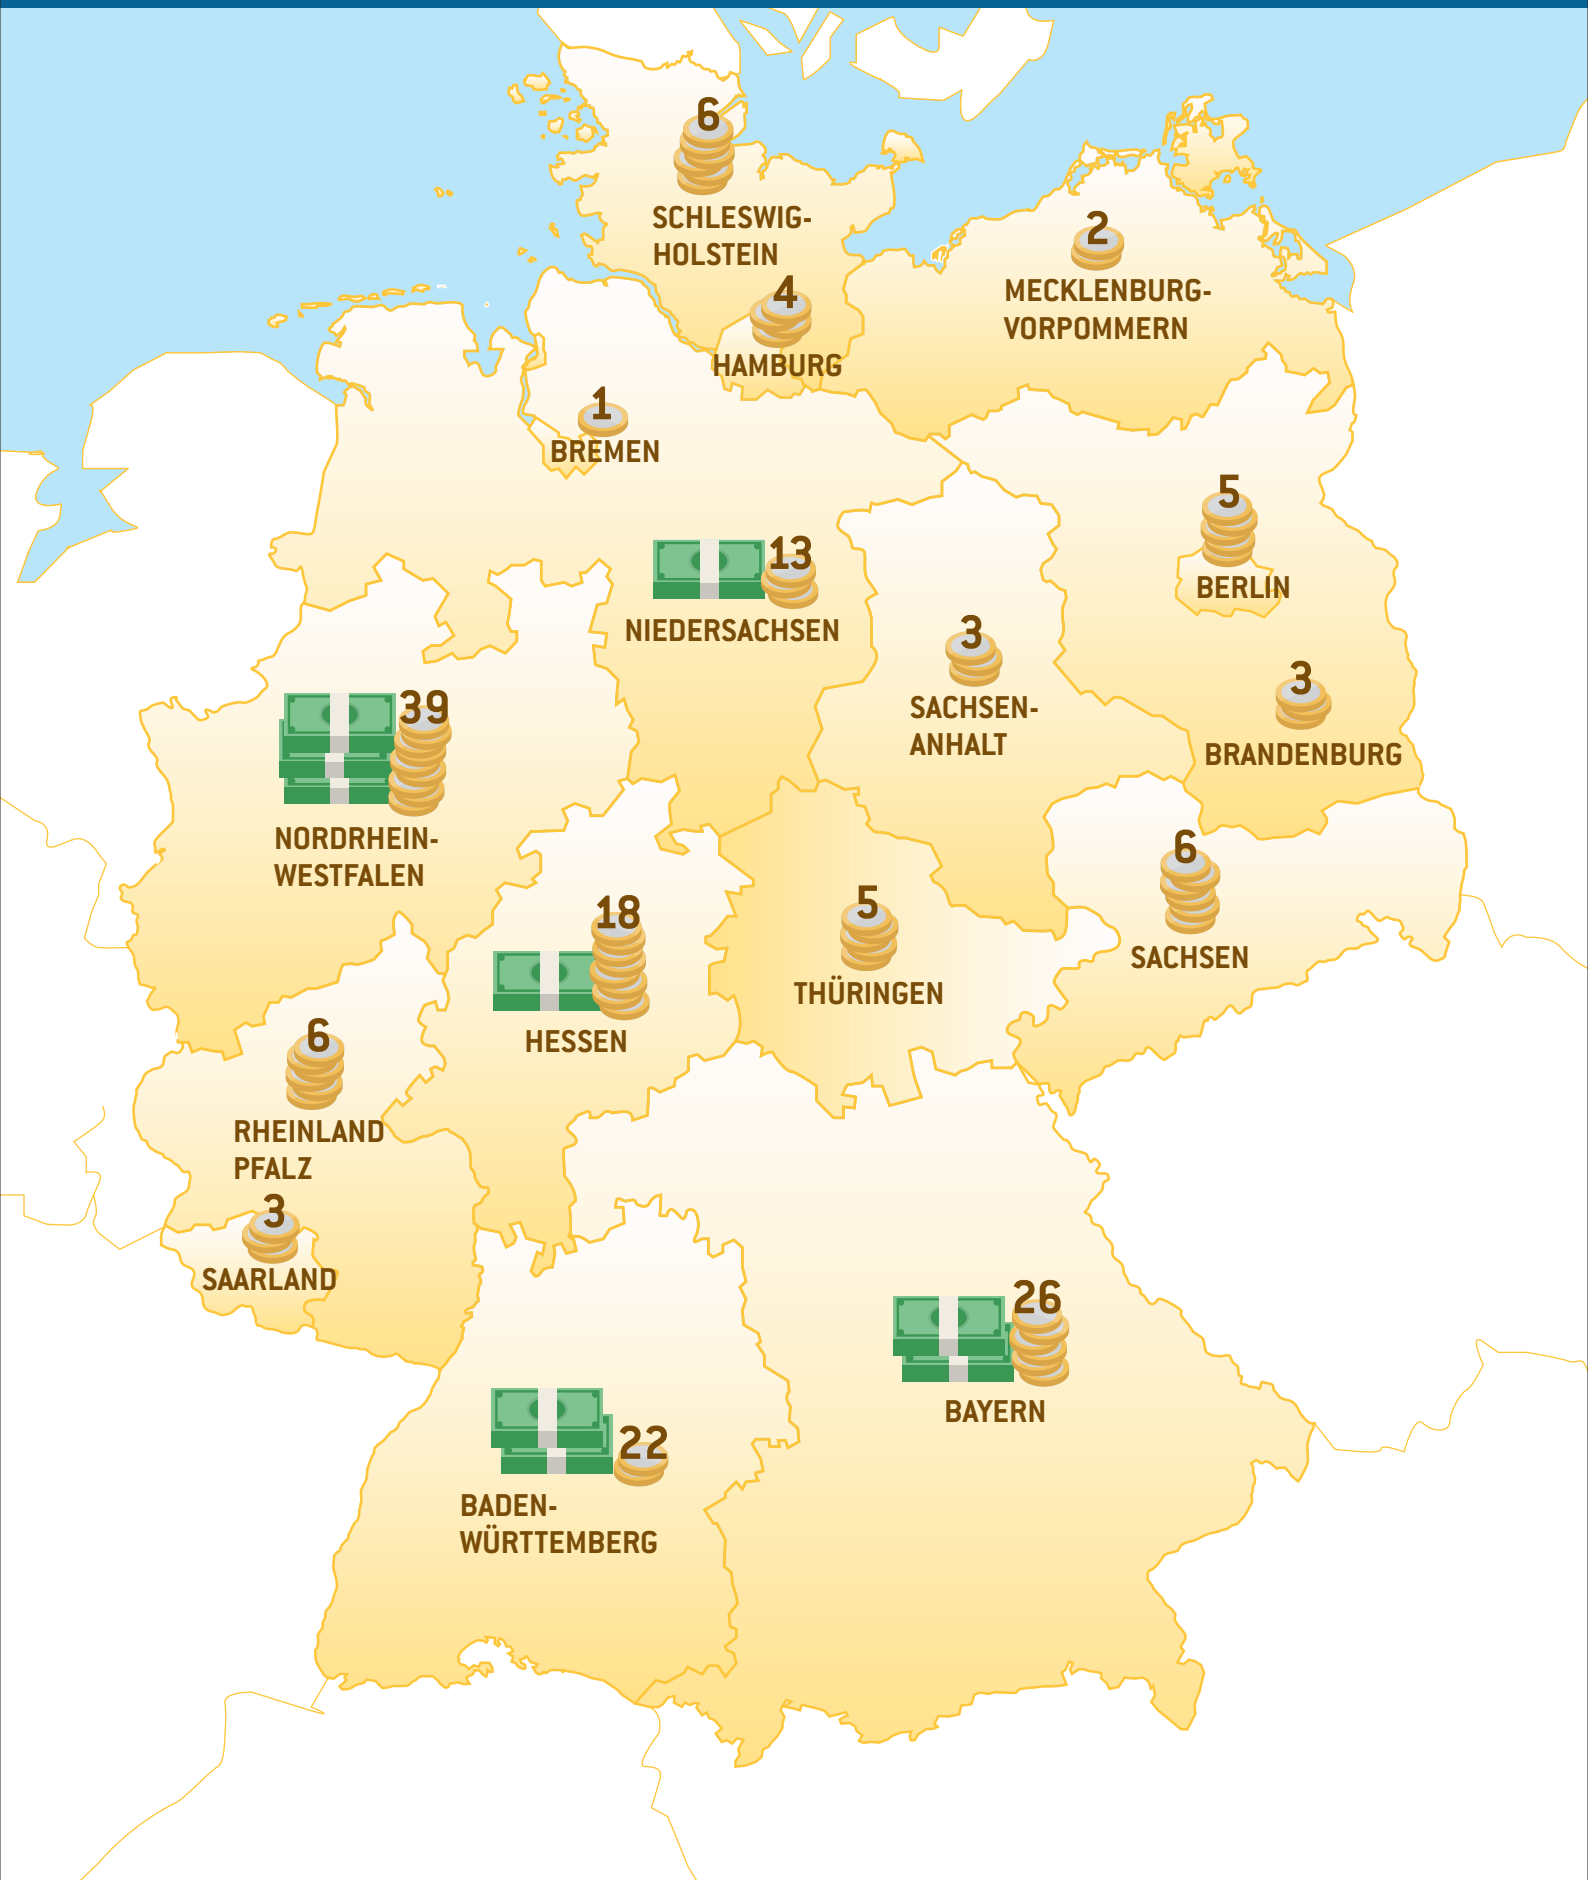 6
SCHLESWIG-
HOLSTEIN
2
MECKLENBURG-
VORPOMMERN
4
HAMBURG
1
BREMEN
5
BERLIN
13
NIEDERSACHSEN
3
SACHSEN-
ANHALT
3
BRANDENBURG
39
NORDRHEIN-
WESTFALEN
6
SACHSEN
18
HESSEN
5
THÜRINGEN
6
RHEINLAND
PFALZ
3
SAARLAND
26
BAYERN
22
BADEN-
WÜRTTEMBERG